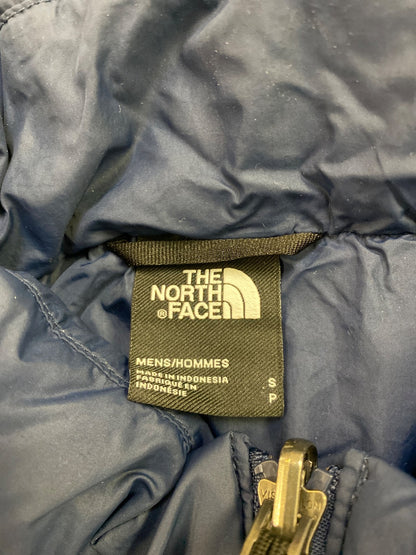 THE
NORTH
® FACE
MENS/HOMMES
MADE IN INDONESIA
FABRIQUÉ EN
INDONÉSIE
S
P